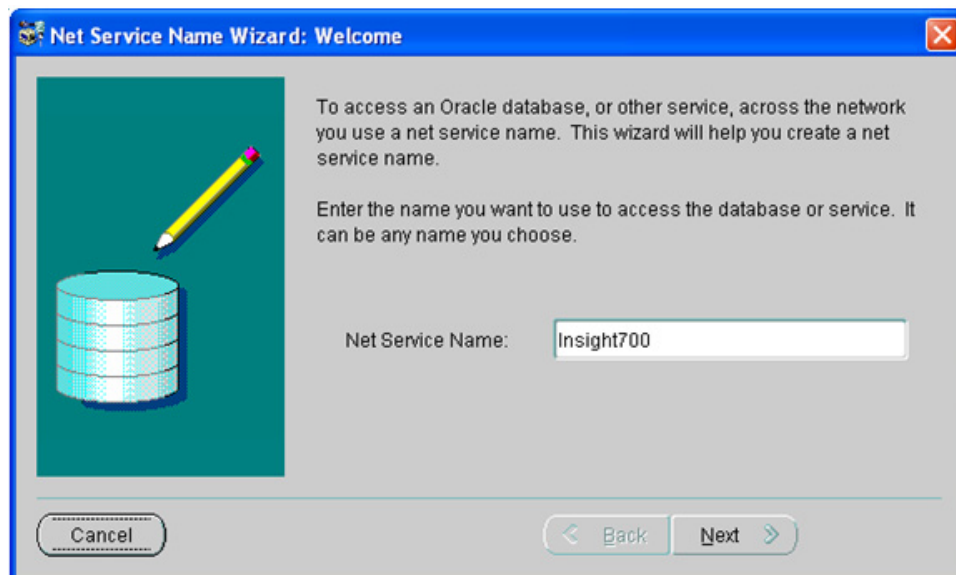 Net Service Name Wizard: Welcome
To access an Oracle database, or other service, across the network
you use a net service name. This wizard will help you create a net
service name.
Enter the name you want to use to access the database or service. It
can be any name you choose.
Net Service Name: Insight700
Cancel Back Next